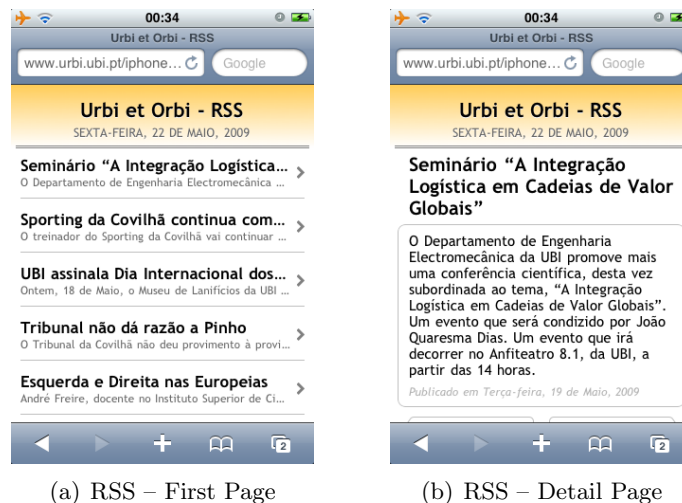 00:34
Urbi et Orbi - RSS
www.urbi.ubi.pt/iphone...
Google
Urbi et Orbi - RSS
SEXTA-FEIRA, 22 DE MAIO, 2009
Seminário “A Integração Logística...
O Departamento de Engenharia Electromecânica ...
Sporting da Covilhã continua com...
O treinador do Sporting da Covilhã vai continuar ...
UBI assinala Dia Internacional dos...
Ontem, 18 de Maio, o Museu de Lanifícios da UBI ...
Tribunal não dá razão a Pinho
O Tribunal da Covilhã não deu provimento à provi...
Esquerda e Direita nas Europeias
André Freire, docente no Instituto Superior de Ci...
2
(a) RSS – First Page
00:34
Urbi et Orbi - RSS
www.urbi.ubi.pt/iphone...
Google
Urbi et Orbi - RSS
SEXTA-FEIRA, 22 DE MAIO, 2009
Seminário “A Integração
Logística em Cadeias de Valor
Globais”
O Departamento de Engenharia
Electromecânica da UBI promove mais
uma conferência científica, desta vez
subordinada ao tema, “A Integração
Logística em Cadeias de Valor Globais”.
Um evento que será condizido por João
Quaresma Dias. Um evento que irá
decorrer no Anfiteatro 8.1, da UBI, a
partir das 14 horas.
Publicado em Terça-feira, 19 de Maio, 2009
2
(b) RSS – Detail Page